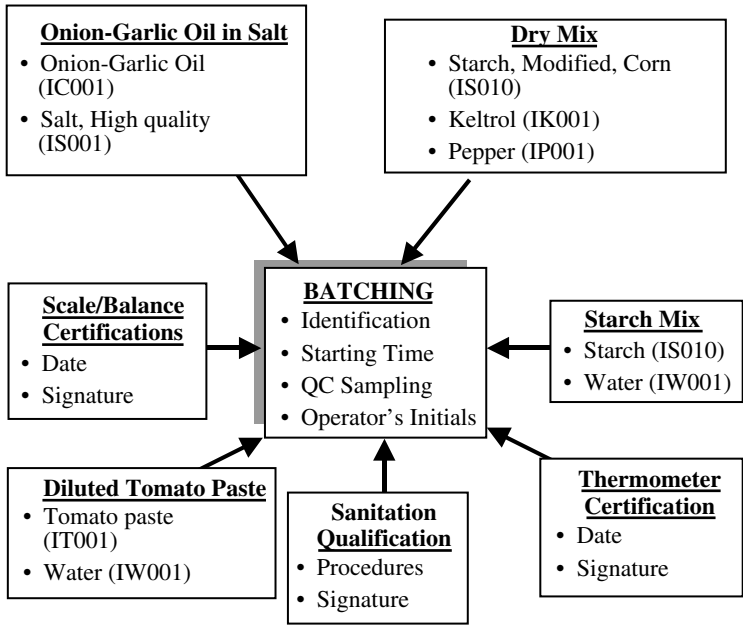 Onion-Garlic Oil in Salt
• Onion-Garlic Oil
(IC001)
• Salt, High quality
(IS001)
Dry Mix
• Starch, Modified, Corn
(IS010)
• Keltrol (IK001)
• Pepper (IP001)
Scale/Balance
Certifications
• Date
• Signature
BATCHING
• Identification
• Starting Time
• QC Sampling
• Operator's Initials
Starch Mix
• Starch (IS010)
• Water (IW001)
Diluted Tomato Paste
• Tomato paste
(IT001)
• Water (IW001)
Sanitation
Qualification
• Procedures
• Signature
Thermometer
Certification
• Date
• Signature